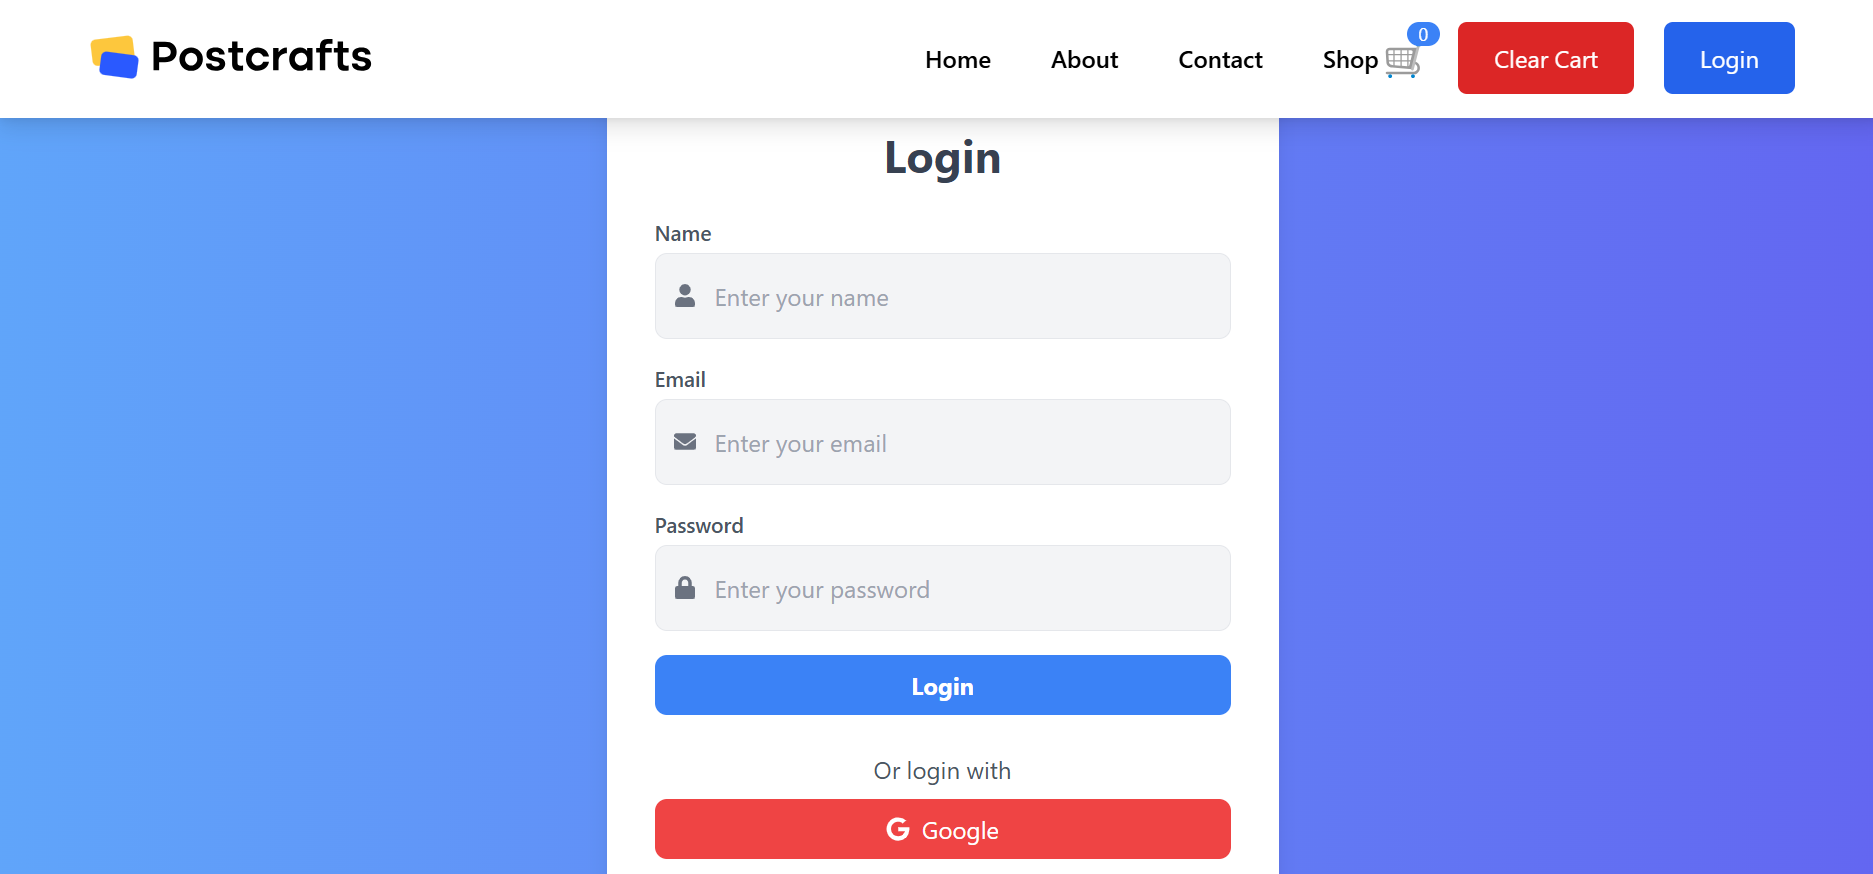 Postcrafts
Home About Contact Shop 0 Clear Cart Login
Login
Name
Enter your name
Email
Enter your email
Password
Enter your password
Login
Or login with
Google